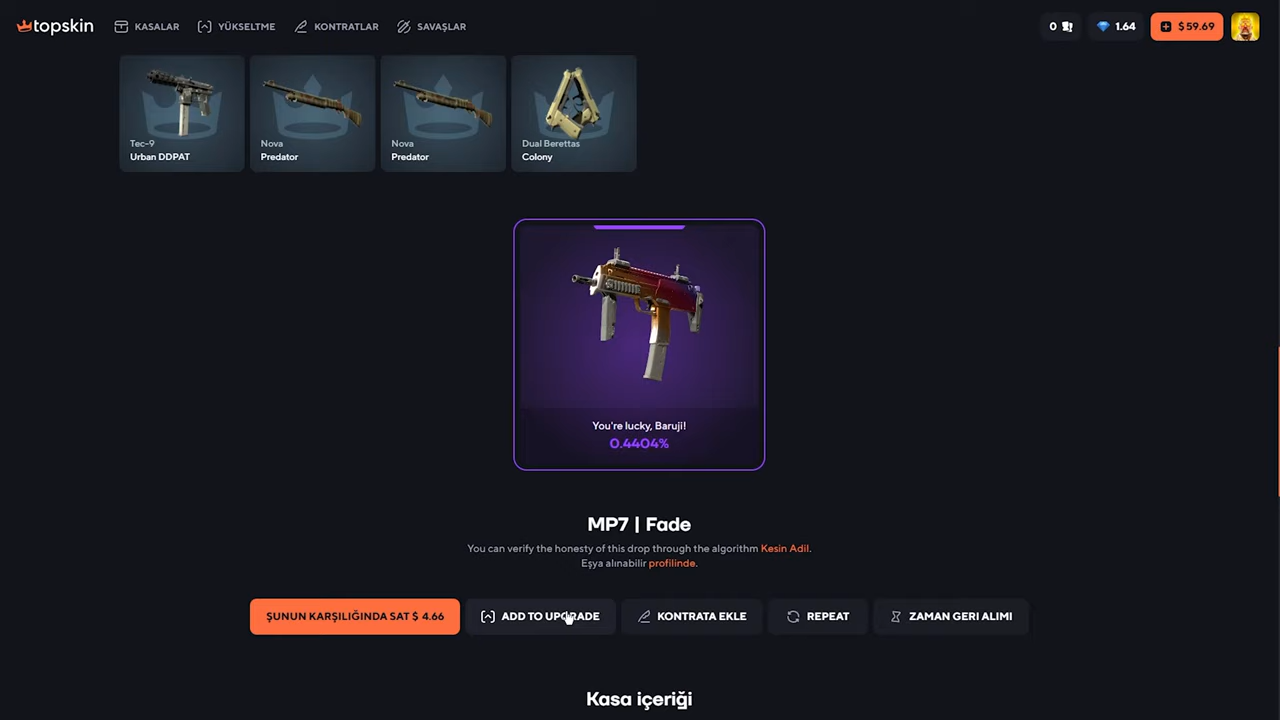 topskin
KASALAR
YÜKSELTME
KONTRATLAR
SAVAŞLAR
0
1.64
$ 59.69
Tec-9
Urban DDPAT
Nova
Predator
Nova
Predator
Dual Berettas
Colony
You're lucky, Baruji!
0.4404%
MP7 | Fade
You can verify the honesty of this drop through the algorithm Kesin Adil.
Eşya alınabilir profilinde.
ŞUNUN KARŞILIĞINDA SAT $ 4.66
ADD TO UPGRADE
KONTRATA EKLE
REPEAT
ZAMAN GERI ALIMI
Kasa içeriği